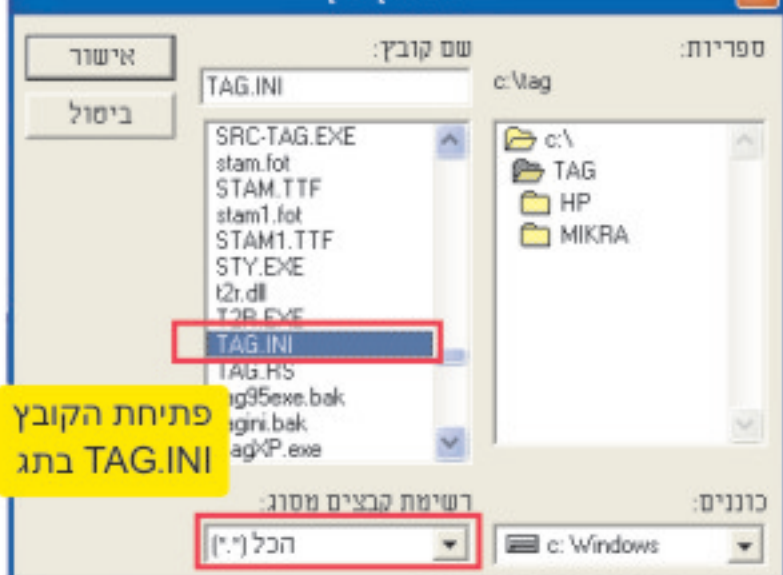 ספריות:
c:\tag
c:\
TAG
HP
MIKRA
כוננים:
c: Windows
שם קובץ:
TAG.INI
SRC-TAG.EXE
stam.fot
STAM.TTF
stam1.fot
STAM1.TTF
STY.EXE
t2r.dll
T2R.EXE
TAG.INI
TAG.RS
רשימת קבצים מסוג:
הכל (*.*)
אישור
ביטול
פתיחת הקובץ
TAG.INI בתג